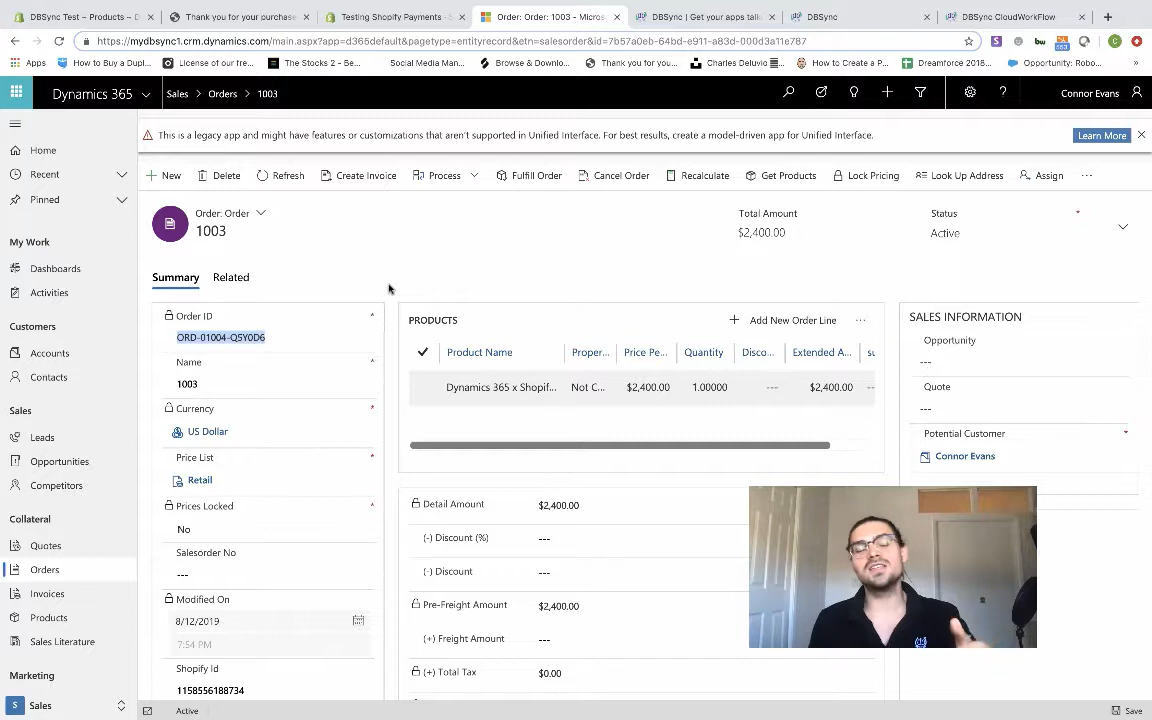 DBSync Test – Products – D
Thank you for your purchase
Testing Shopify Payments - S
Order: Order: 1003 - Micros
DBSync | Get your apps talk
DBSync
DBSync CloudWorkFlow
https://mydbsync1.crm.dynamics.com/main.aspx?app=d365default&pagetype=entityrecord&etn=salesorder&id=7b57a0eb-64bd-e911-a83d-000d3a11e787
Apps
How to Buy a Dupl...
License of our fre...
The Stocks 2 – Be...
Social Media Man...
Browse & Downlo...
Thank you for you...
Charles Deluvio
How to Create a P...
Dreamforce 2018...
Opportunity: Robo...
Dynamics 365
Sales > Orders > 1003
Connor Evans
This is a legacy app and might have features or customizations that aren't supported in Unified Interface. For best results, create a model-driven app for Unified Interface.
Learn More
New
Delete
Refresh
Create Invoice
Process
Fulfill Order
Cancel Order
Recalculate
Get Products
Lock Pricing
Look Up Address
Assign
Home
Recent
Pinned
My Work
Dashboards
Activities
Customers
Accounts
Contacts
Sales
Leads
Opportunities
Competitors
Collateral
Quotes
Orders
Invoices
Products
Sales Literature
Marketing
S Sales
Order: Order
1003
Total Amount
$2,400.00
Status
Active
Summary
Related
Order ID
ORD-01004-Q5Y0D6
Name
1003
Currency
US Dollar
Price List
Retail
Prices Locked
No
Salesorder No
---
Modified On
8/12/2019
7:54 PM
Shopify Id
1158556188734
PRODUCTS
Add New Order Line
Product Name
Proper...
Price Pe...
Quantity
Disco...
Extended A...
su
Dynamics 365 x Shopif...
Not C...
$2,400.00
1.00000
---
$2,400.00
---
Detail Amount
$2,400.00
(-) Discount (%)
---
(-) Discount
---
Pre-Freight Amount
$2,400.00
(+) Freight Amount
---
(+) Total Tax
$0.00
SALES INFORMATION
Opportunity
---
Quote
---
Potential Customer
Connor Evans
Active
Save